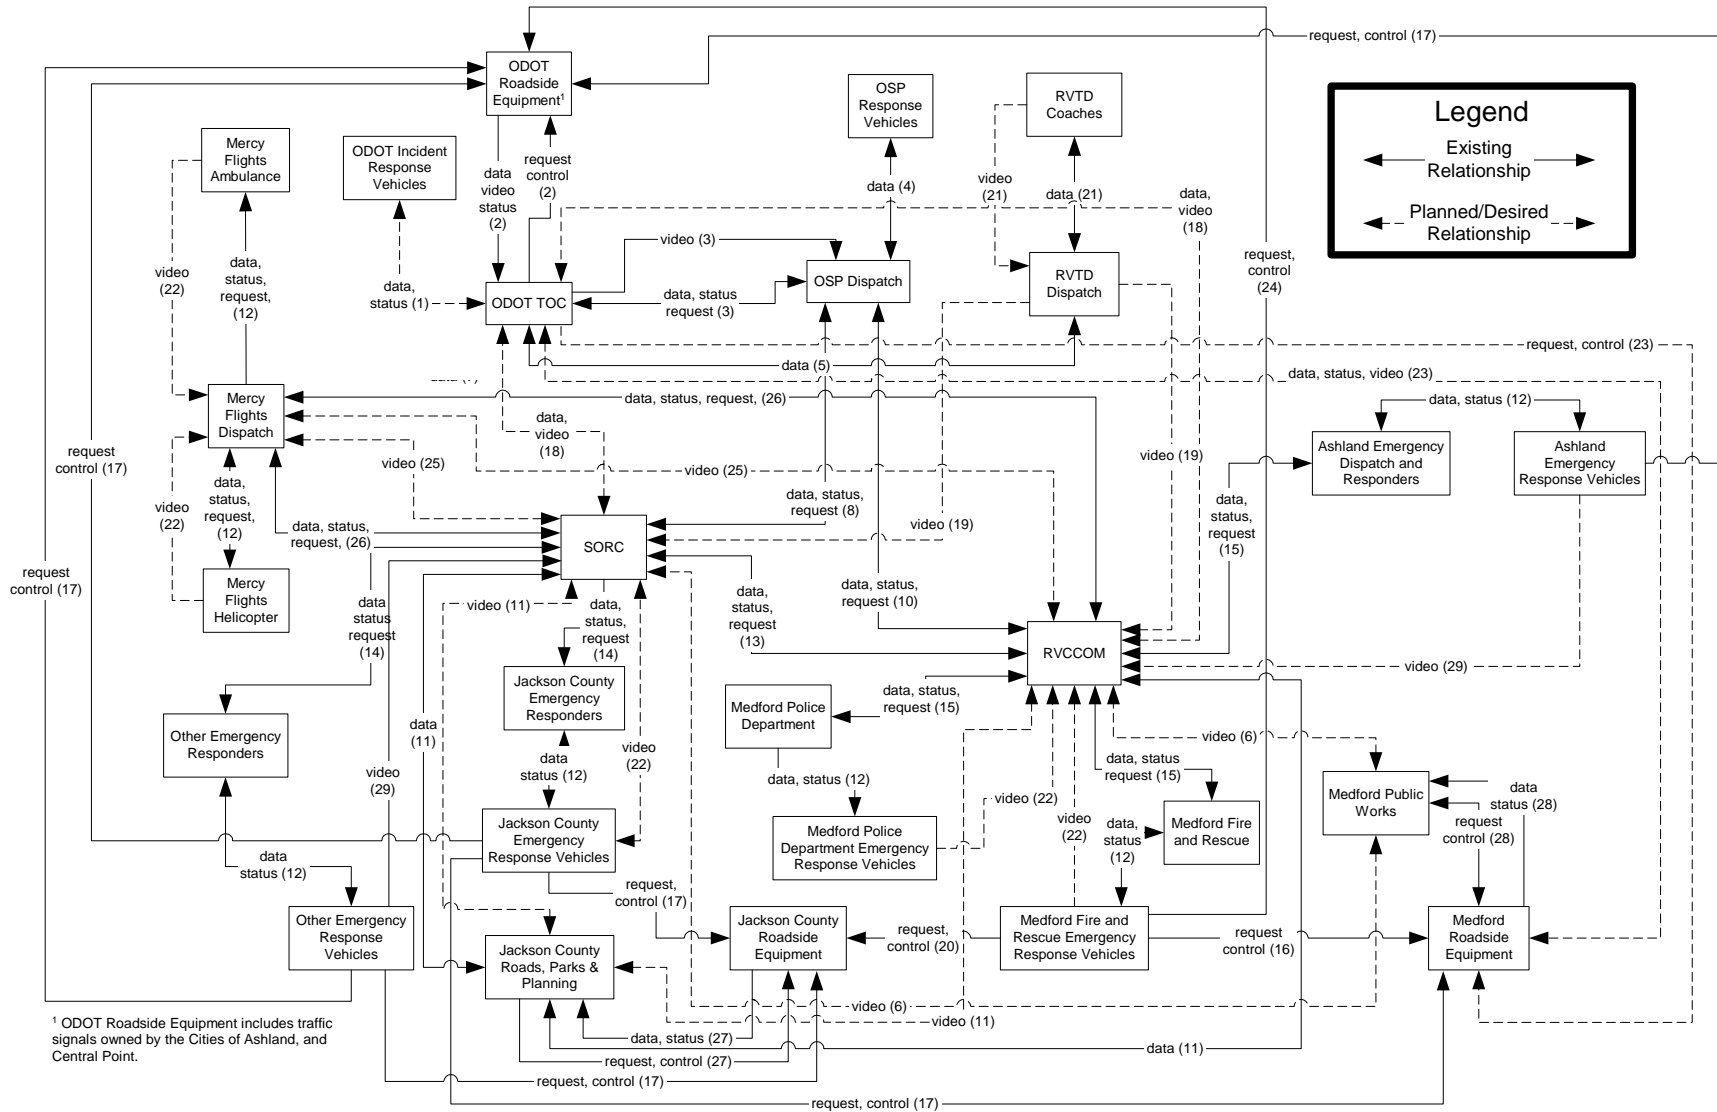 request, control (17)
ODOT
Roadside
Equipment¹
OSP
Response
Vehicles
RVTD
Coaches
Legend
Existing
Relationship
Planned/Desired
Relationship
Mercy
Flights
Ambulance
ODOT Incident
Response
Vehicles
request
control
(2)
data
video
status
(2)
data (4)
video
(21)
data (21)
data,
video
(18)
video (3)
request,
control
(24)
video
(22)
data,
status,
request,
(12)
data,
status (1)
ODOT TOC
data, status
request (3)
OSP Dispatch
RVTD
Dispatch
request, control (23)
data (5)
data, status, video (23)
Mercy
Flights
Dispatch
data, status, request, (26)
data, status (12)
data,
video
(18)
request
control (17)
video (25)
video (25)
video (19)
Ashland Emergency
Dispatch and
Responders
Ashland
Emergency
Response Vehicles
video
(22)
data,
status,
request,
(12)
data, status,
request (8)
video (19)
data, status,
request, (26)
SORC
data,
status,
request
(15)
request
control (17)
Mercy
Flights
Helicopter
data
status
request
(14)
video (11)
data,
status,
request
(14)
data,
status,
request
(13)
data, status,
request (10)
RVCCOM
video (29)
Jackson County
Emergency
Responders
Medford Police
Department
data, status,
request (15)
Other Emergency
Responders
data
(11)
video
(29)
data
status (12)
video
(22)
video (6)
data, status
request (15)
data, status (12)
Medford Public
Works
data
status (28)
request
control (28)
video (22)
Jackson County
Emergency
Response Vehicles
Medford Police
Department Emergency
Response Vehicles
video
(22)
data,
status
(12)
Medford Fire
and Rescue
data
status (12)
request,
control (17)
Other Emergency
Response
Vehicles
Jackson County
Roads, Parks &
Planning
Jackson County
Roadside
Equipment
request,
control (20)
Medford Fire and
Rescue Emergency
Response Vehicles
request
control (16)
Medford
Roadside
Equipment
video (6)
video (11)
¹ ODOT Roadside Equipment includes traffic
signals owned by the Cities of Ashland, and
Central Point.
data, status (27)
data (11)
request, control (27)
request, control (17)
request, control (17)